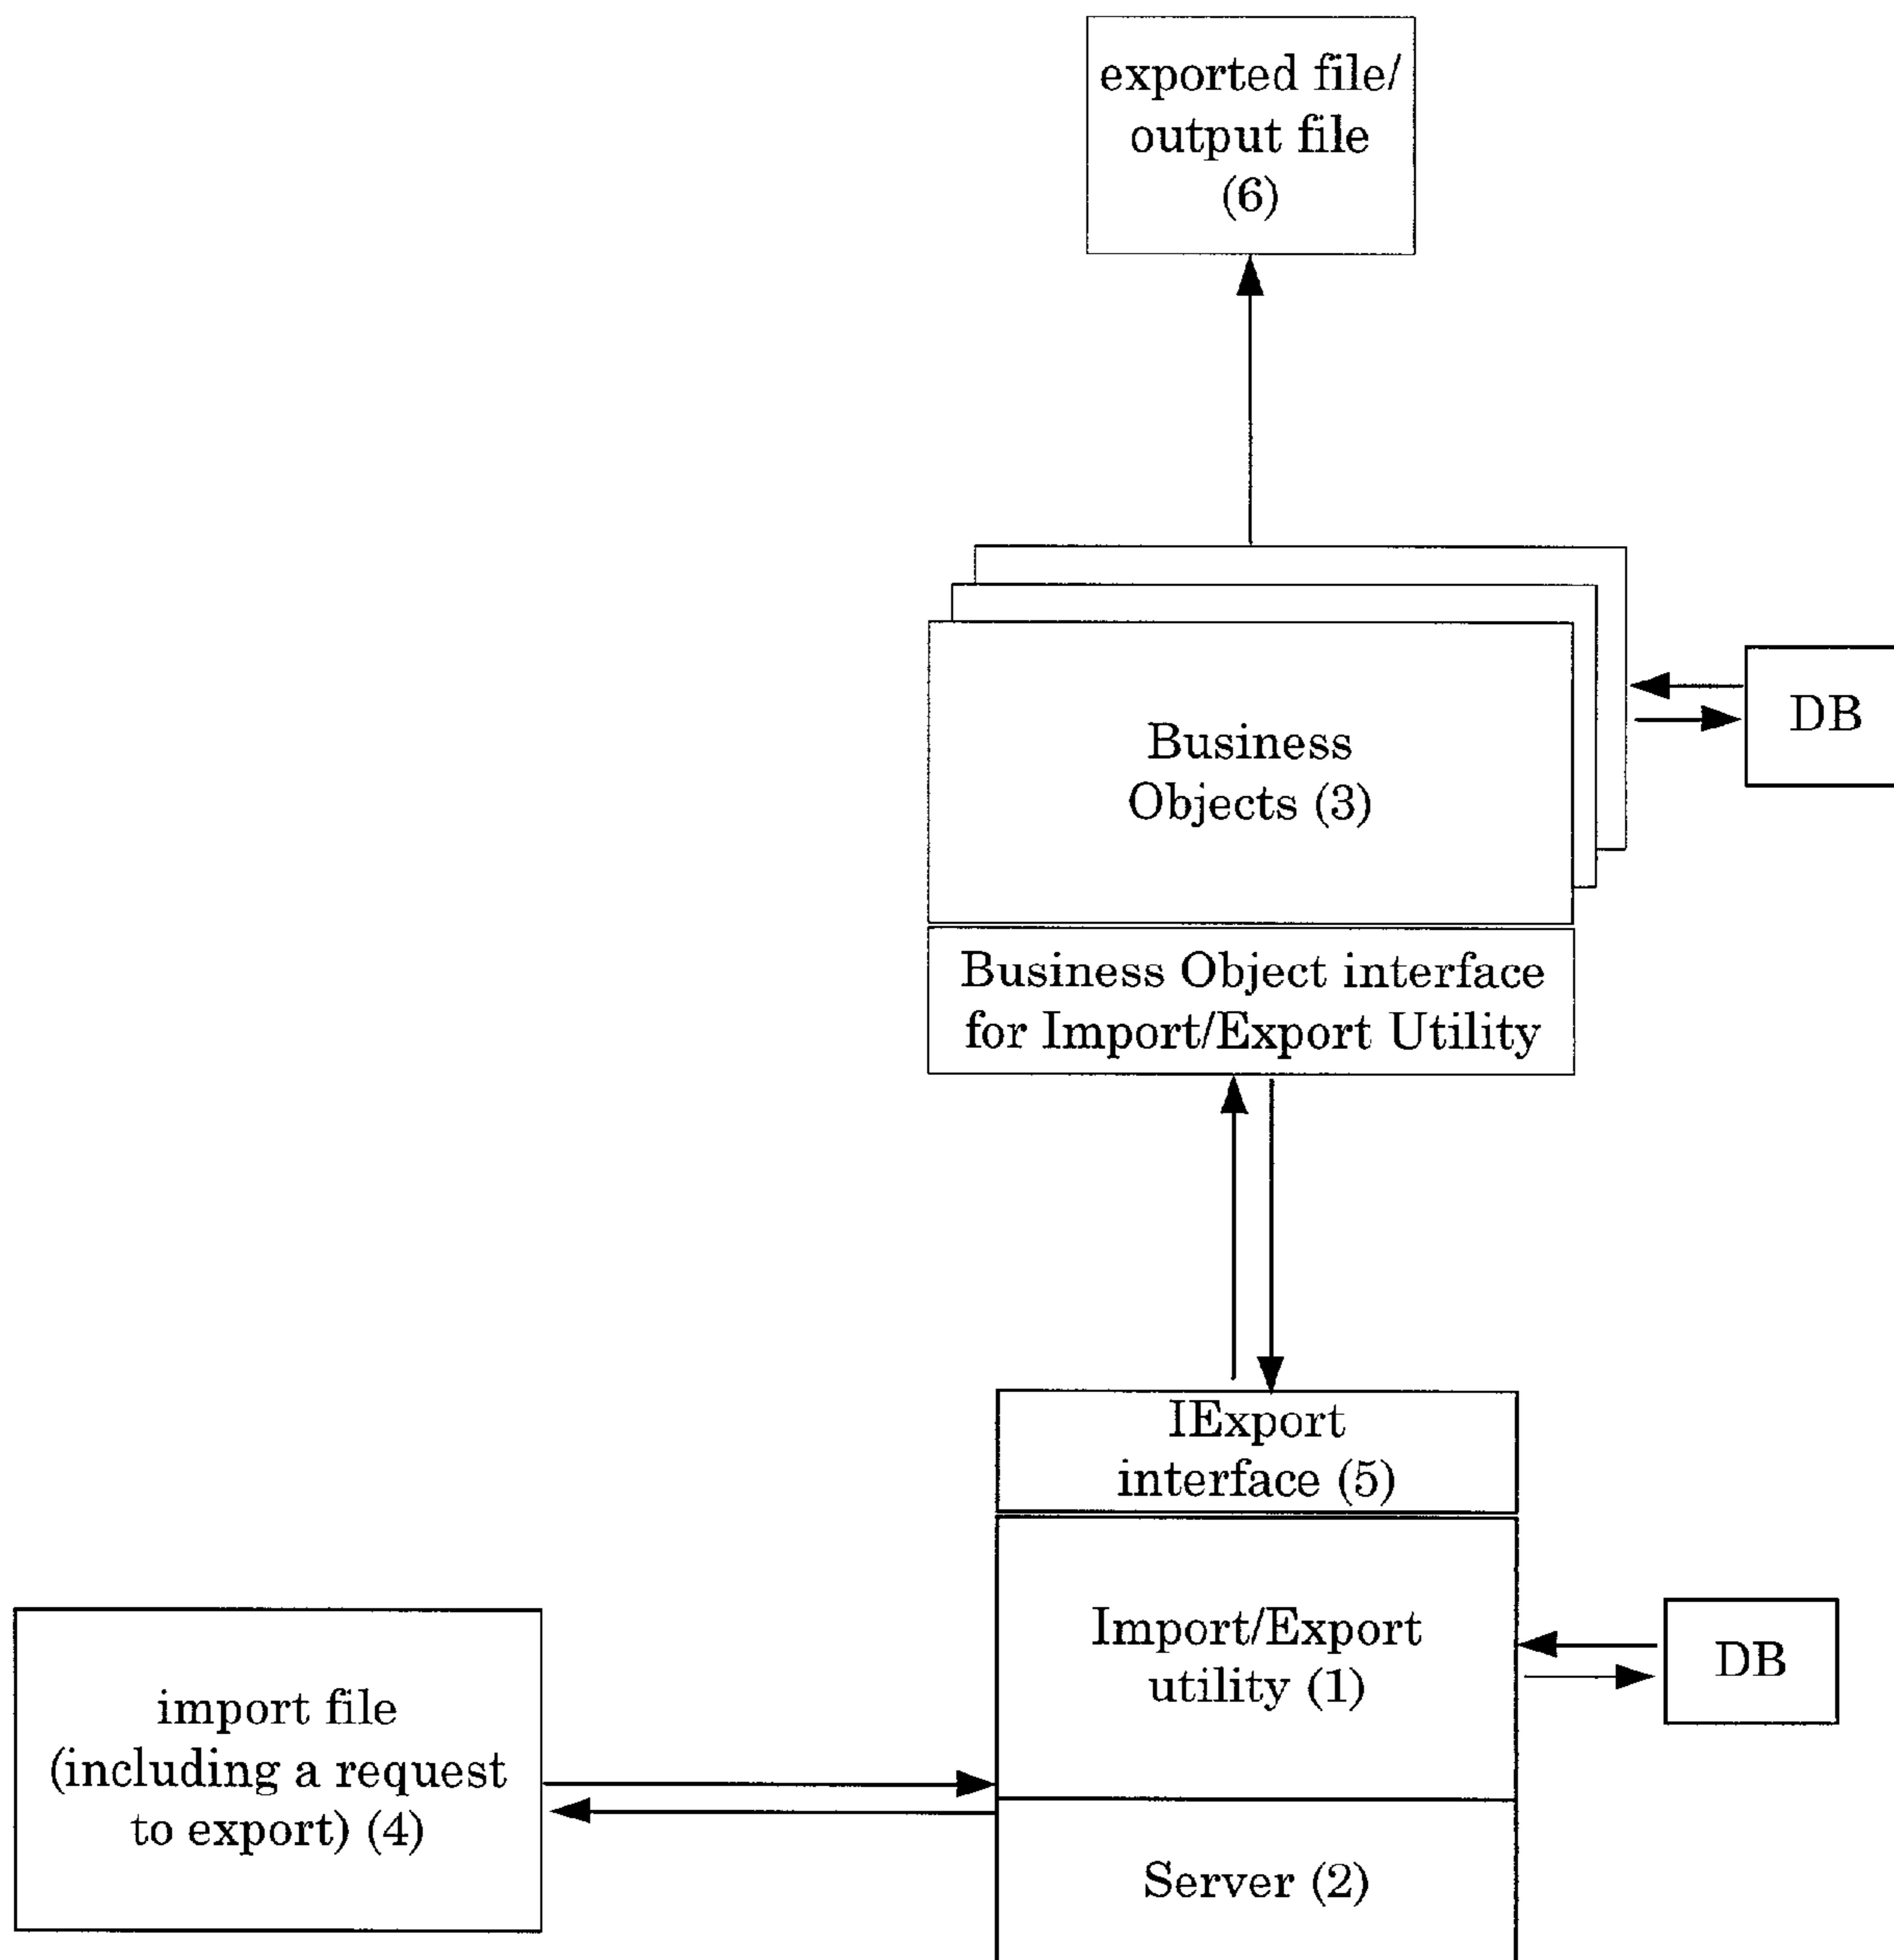 exported file/
output file
(6)
Business
Objects (3)
DB
Business Object interface
for Import/Export Utility
IExport
interface (5)
Import/Export
utility (1)
DB
import file
(including a request
to export) (4)
Server (2)